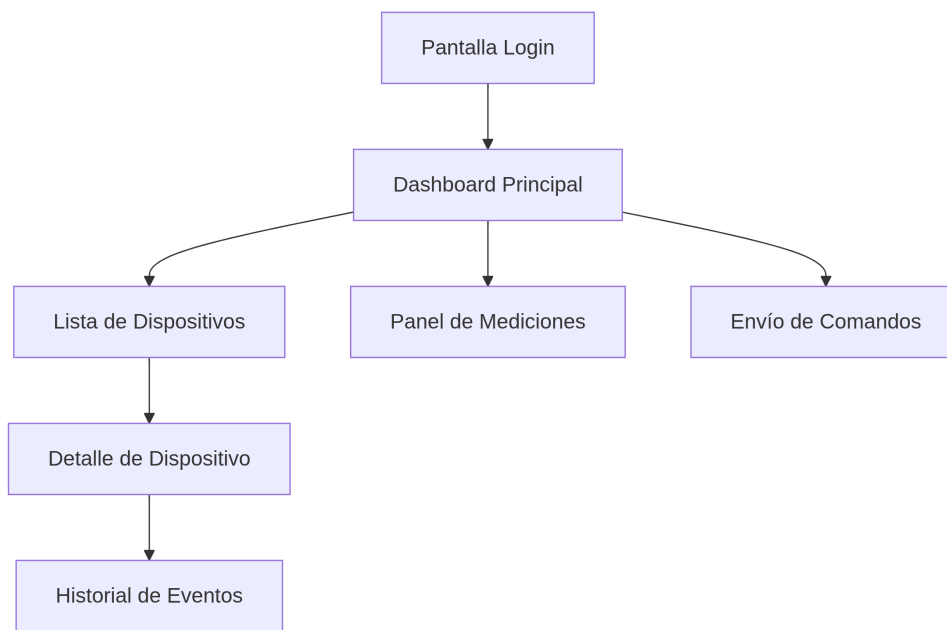 Pantalla Login
Dashboard Principal
Lista de Dispositivos
Panel de Mediciones
Envío de Comandos
Detalle de Dispositivo
Historial de Eventos